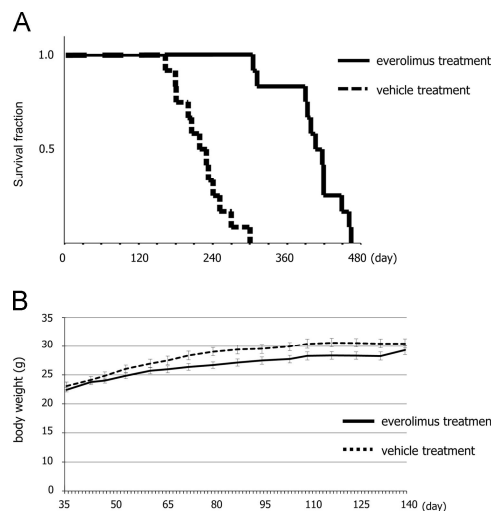 A
everolimus treatment
vehicle treatment
Survival fraction
1.0
0.5
0 120 240 360 480 (day)
B
body weight (g)
35
30
25
20
15
10
5
0
everolimus treatment
vehicle treatment
35 50 65 80 95 110 125 140 (day)